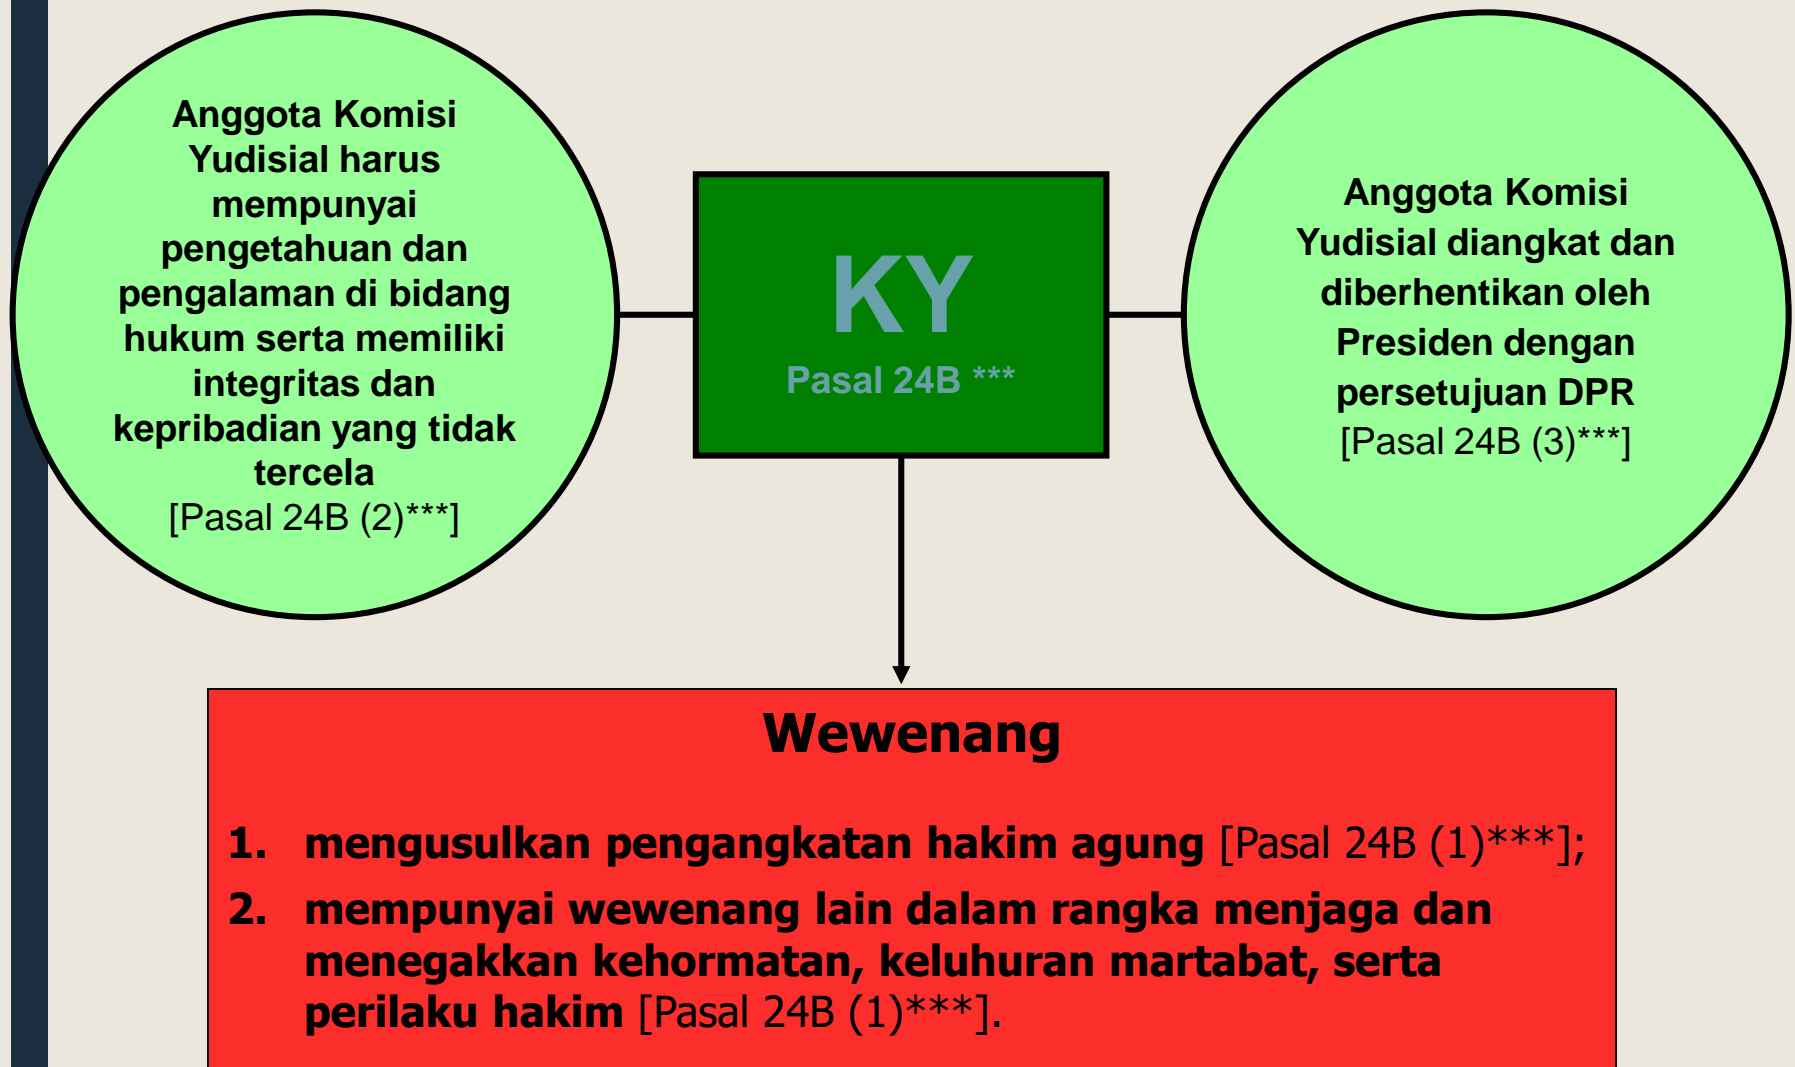 Anggota Komisi
Yudisial harus
mempunyai
pengetahuan dan
pengalaman di bidang
hukum serta memiliki
integritas dan
kepribadian yang tidak
tercela
[Pasal 24B (2)***]
KY
Pasal 24B ***
Anggota Komisi
Yudisial diangkat dan
diberhentikan oleh
Presiden dengan
persetujuan DPR
[Pasal 24B (3)***]
Wewenang
1. mengusulkan pengangkatan hakim agung [Pasal 24B (1)***];
2. mempunyai wewenang lain dalam rangka menjaga dan
menegakkan kehormatan, keluhuran martabat, serta
perilaku hakim [Pasal 24B (1)***].